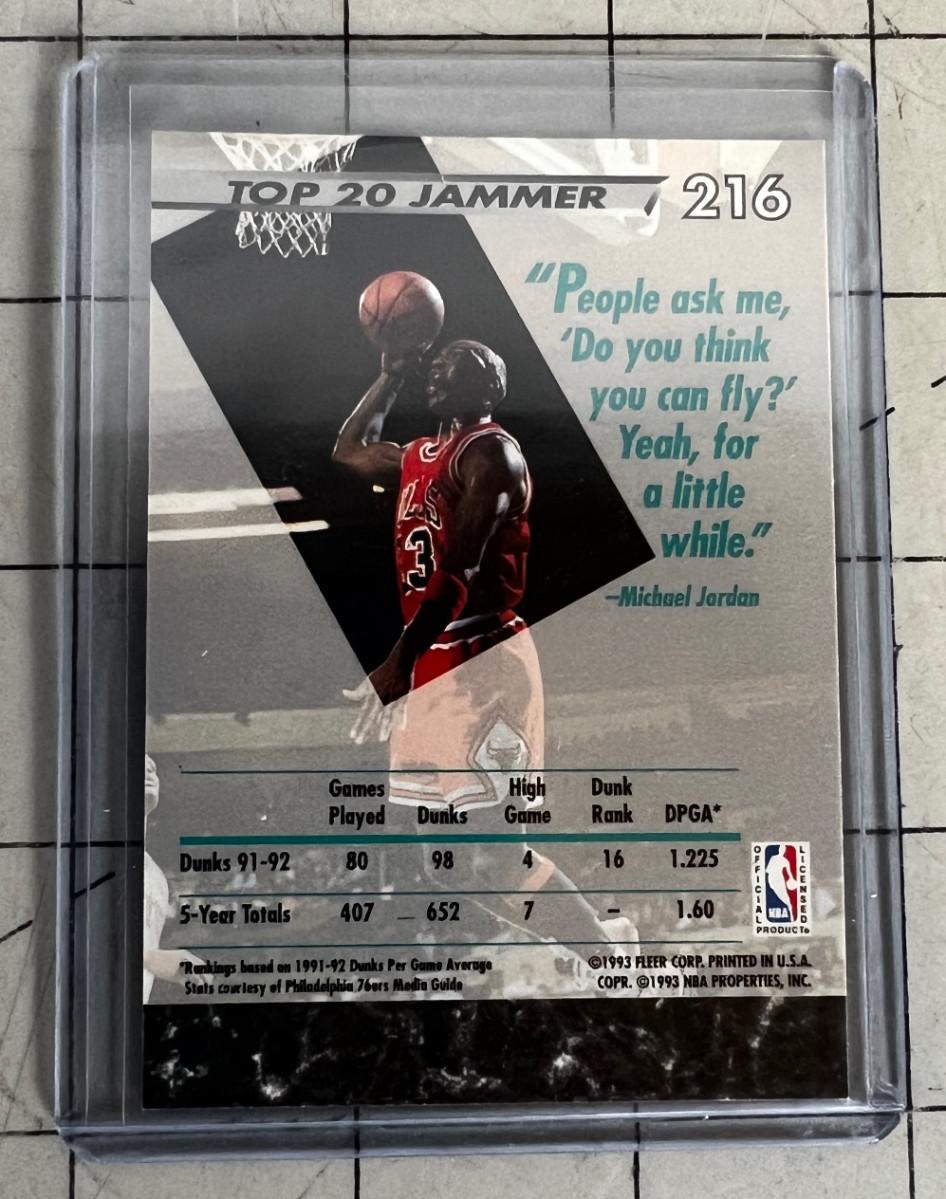 TOP 20 JAMMER 216
“People ask me,
‘Do you think
you can fly?’
Yeah, for
a little
while.”
–Michael Jordan
LLS
3
Games Played Dunks High Game Dunk Rank DPGA*
Dunks 91-92 80 98 4 16 1.225
5-Year Totals 407 652 7 – 1.60
OFFICIAL LICENSED
NBA
PRODUCT®
*Rankings based on 1991-92 Dunks Per Game Average
Stats courtesy of Philadelphia 76ers Media Guide
©1993 FLEER CORP. PRINTED IN U.S.A.
COPR. ©1993 NBA PROPERTIES, INC.